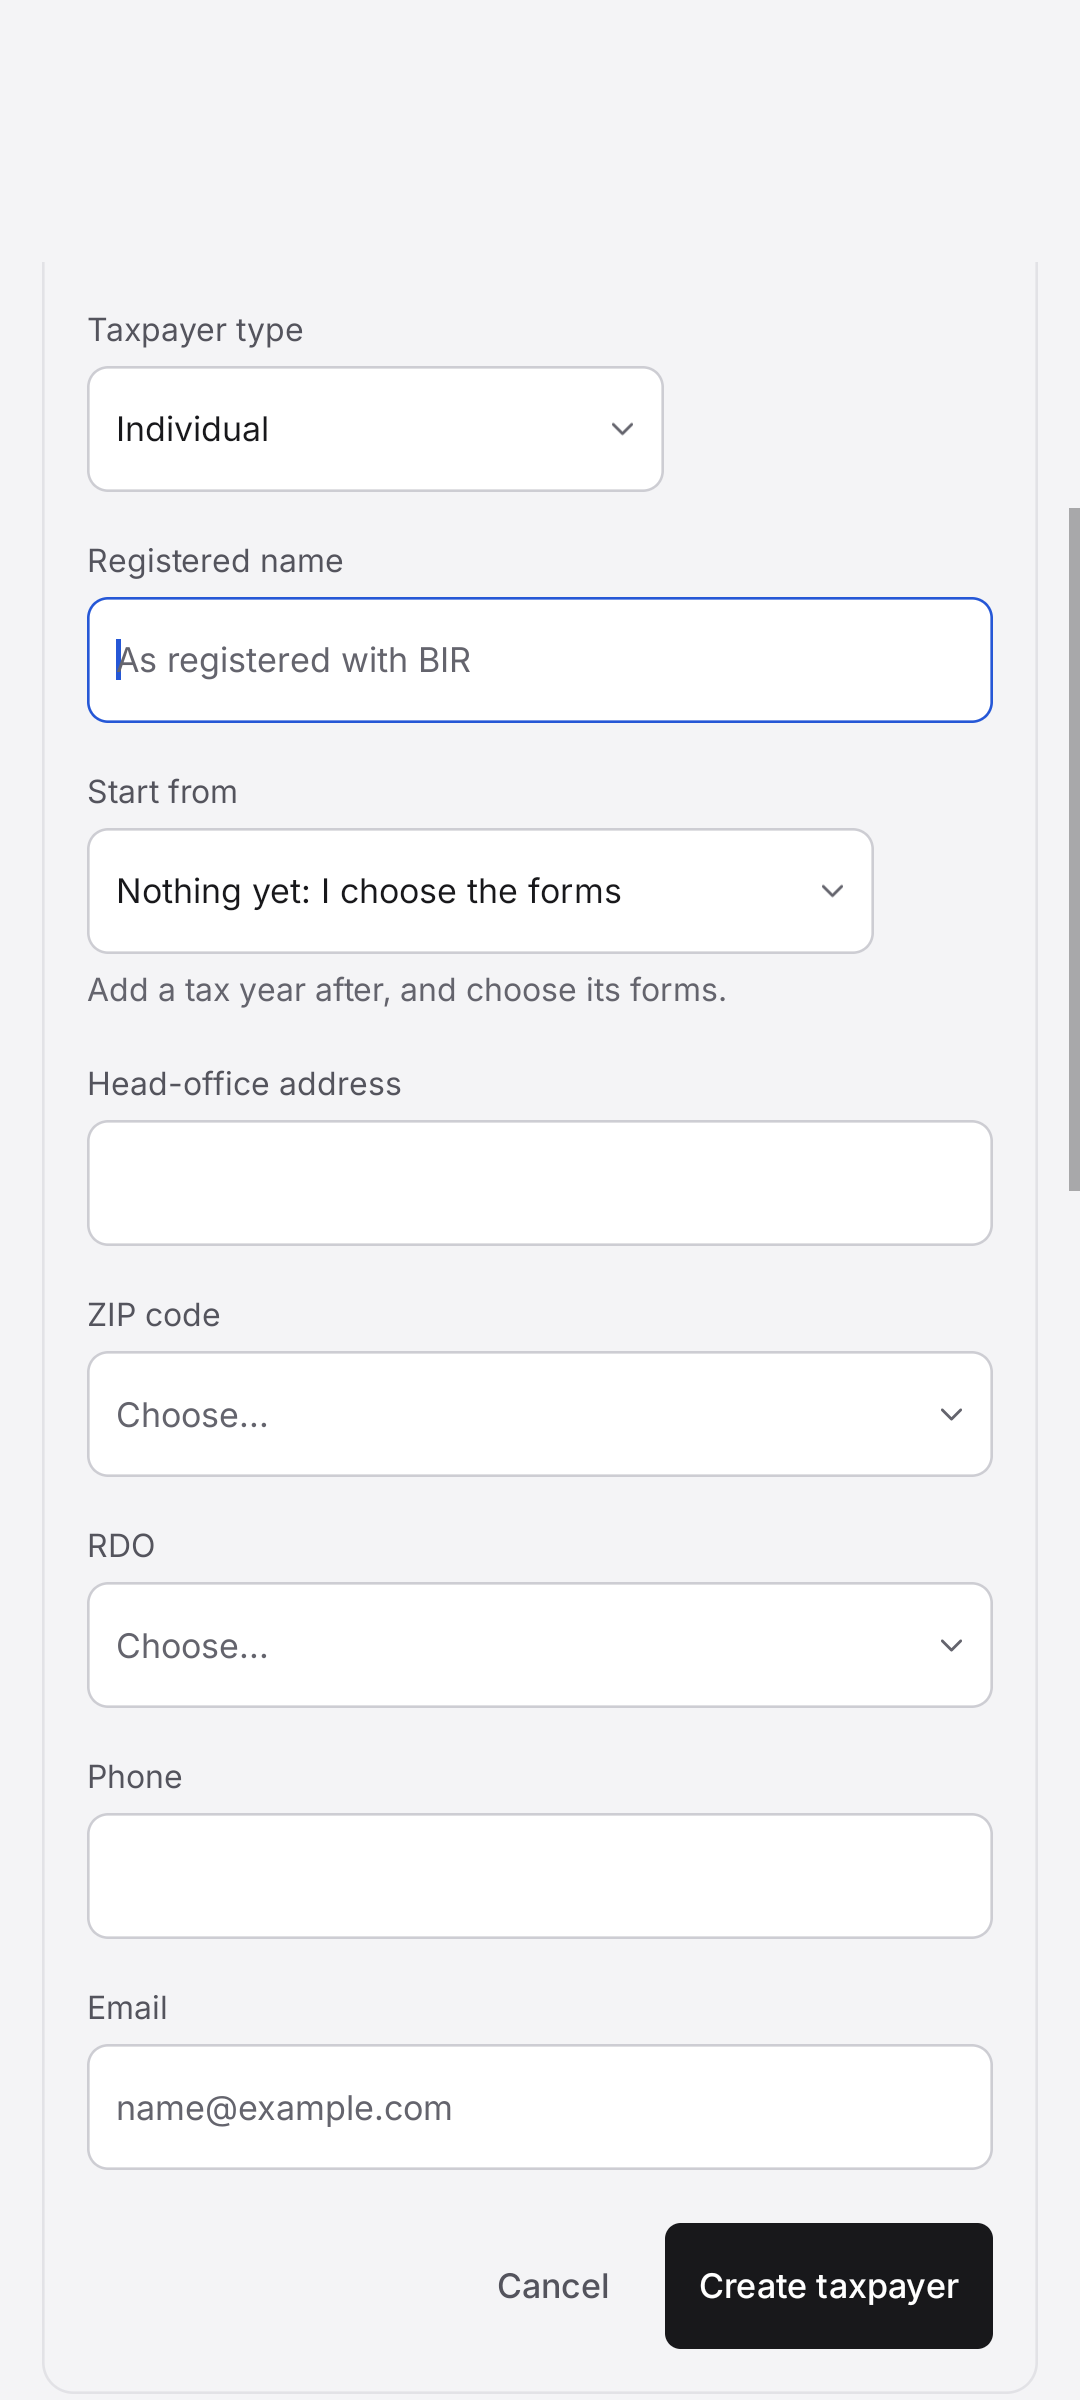 Taxpayer type
Individual
Registered name
As registered with BIR
Start from
Nothing yet: I choose the forms
Add a tax year after, and choose its forms.
Head-office address
ZIP code
Choose...
RDO
Choose...
Phone
Email
name@example.com
Cancel
Create taxpayer